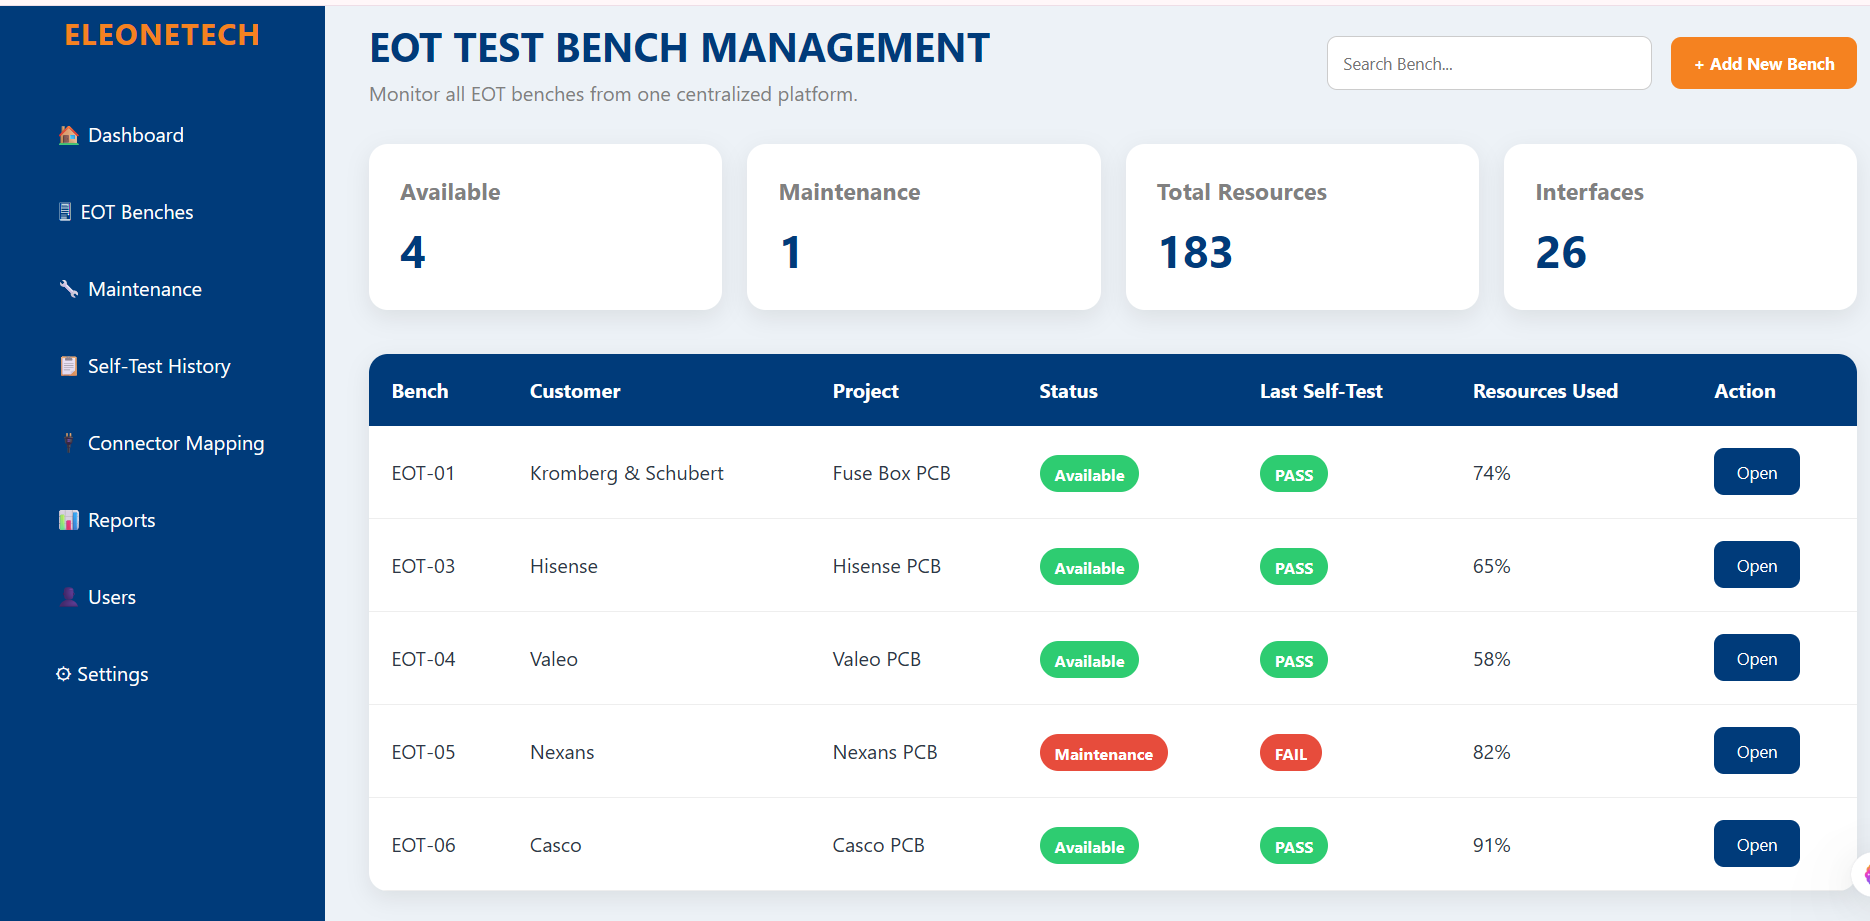 ELEONETECH
Dashboard
EOT Benches
Maintenance
Self-Test History
Connector Mapping
Reports
Users
Settings
EOT TEST BENCH MANAGEMENT
Monitor all EOT benches from one centralized platform.
Search Bench...
+ Add New Bench
Available
4
Maintenance
1
Total Resources
183
Interfaces
26
Bench Customer Project Status Last Self-Test Resources Used Action
EOT-01 Kromberg & Schubert Fuse Box PCB Available PASS 74% Open
EOT-03 Hisense Hisense PCB Available PASS 65% Open
EOT-04 Valeo Valeo PCB Available PASS 58% Open
EOT-05 Nexans Nexans PCB Maintenance FAIL 82% Open
EOT-06 Casco Casco PCB Available PASS 91% Open